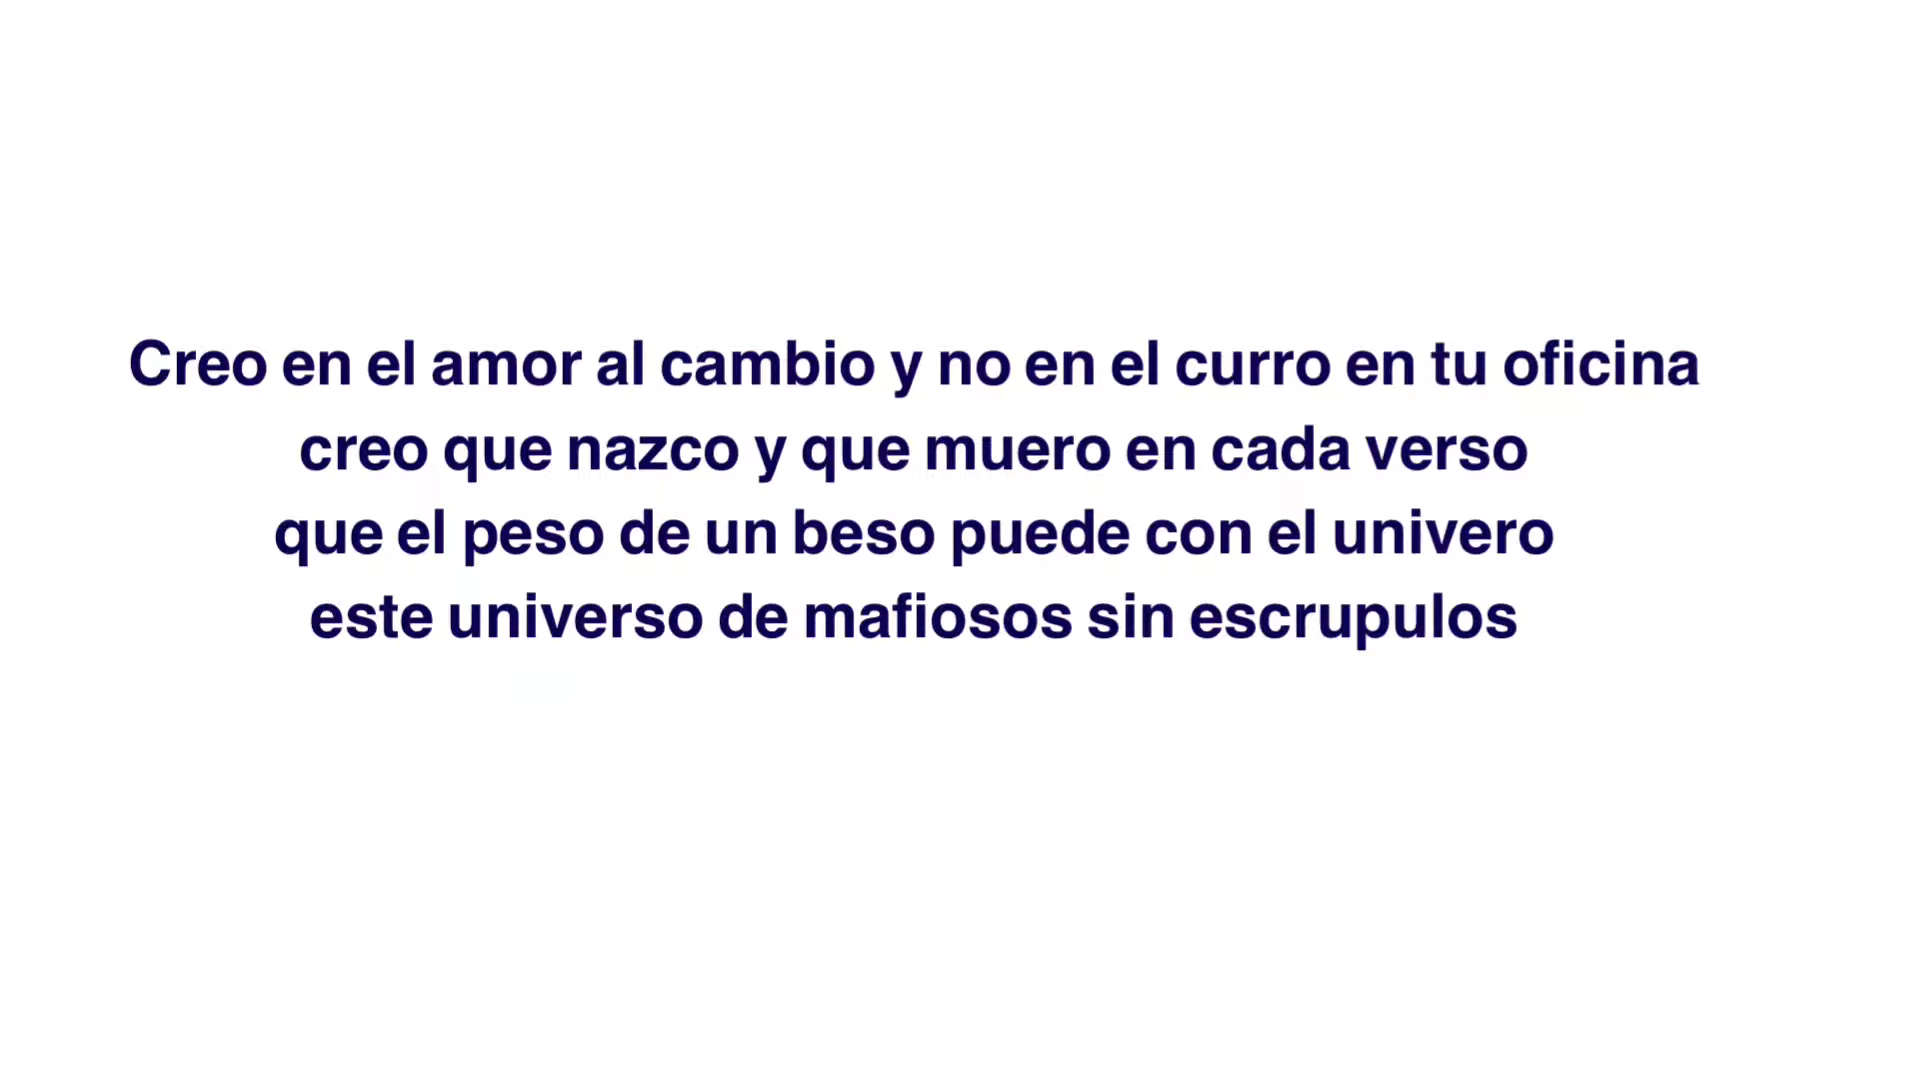 Creo en el amor al cambio y no en el curro en tu oficina
creo que nazco y que muero en cada verso
que el peso de un beso puede con el univero
este universo de mafiosos sin escrupulos